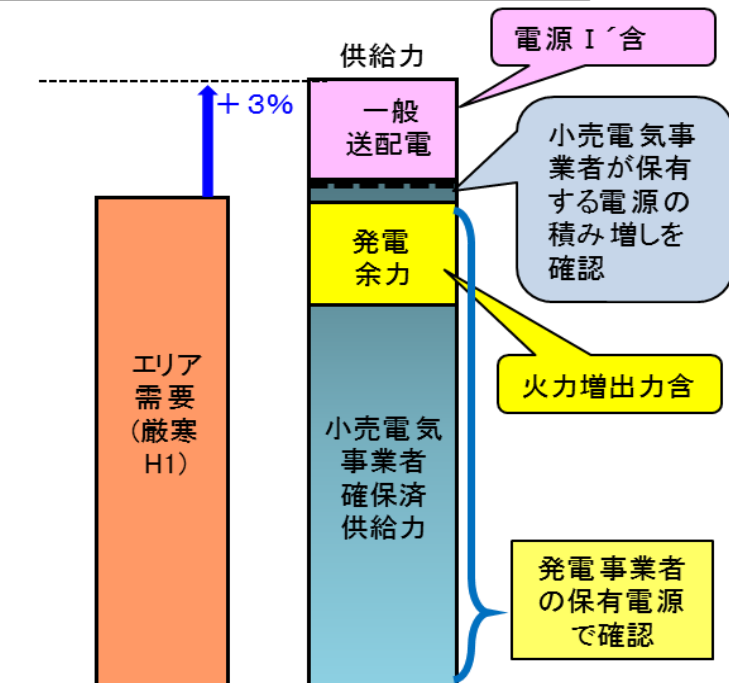 供給力
電源Ⅰ´含
＋3%
一般
送配電
小売電気事
業者が保有
する電源の
積み増しを
確認
発電
余力
火力増出力含
エリア
需要
(厳寒
H1)
小売電気
事業者
確保済
供給力
発電事業者
の保有電源
で確認